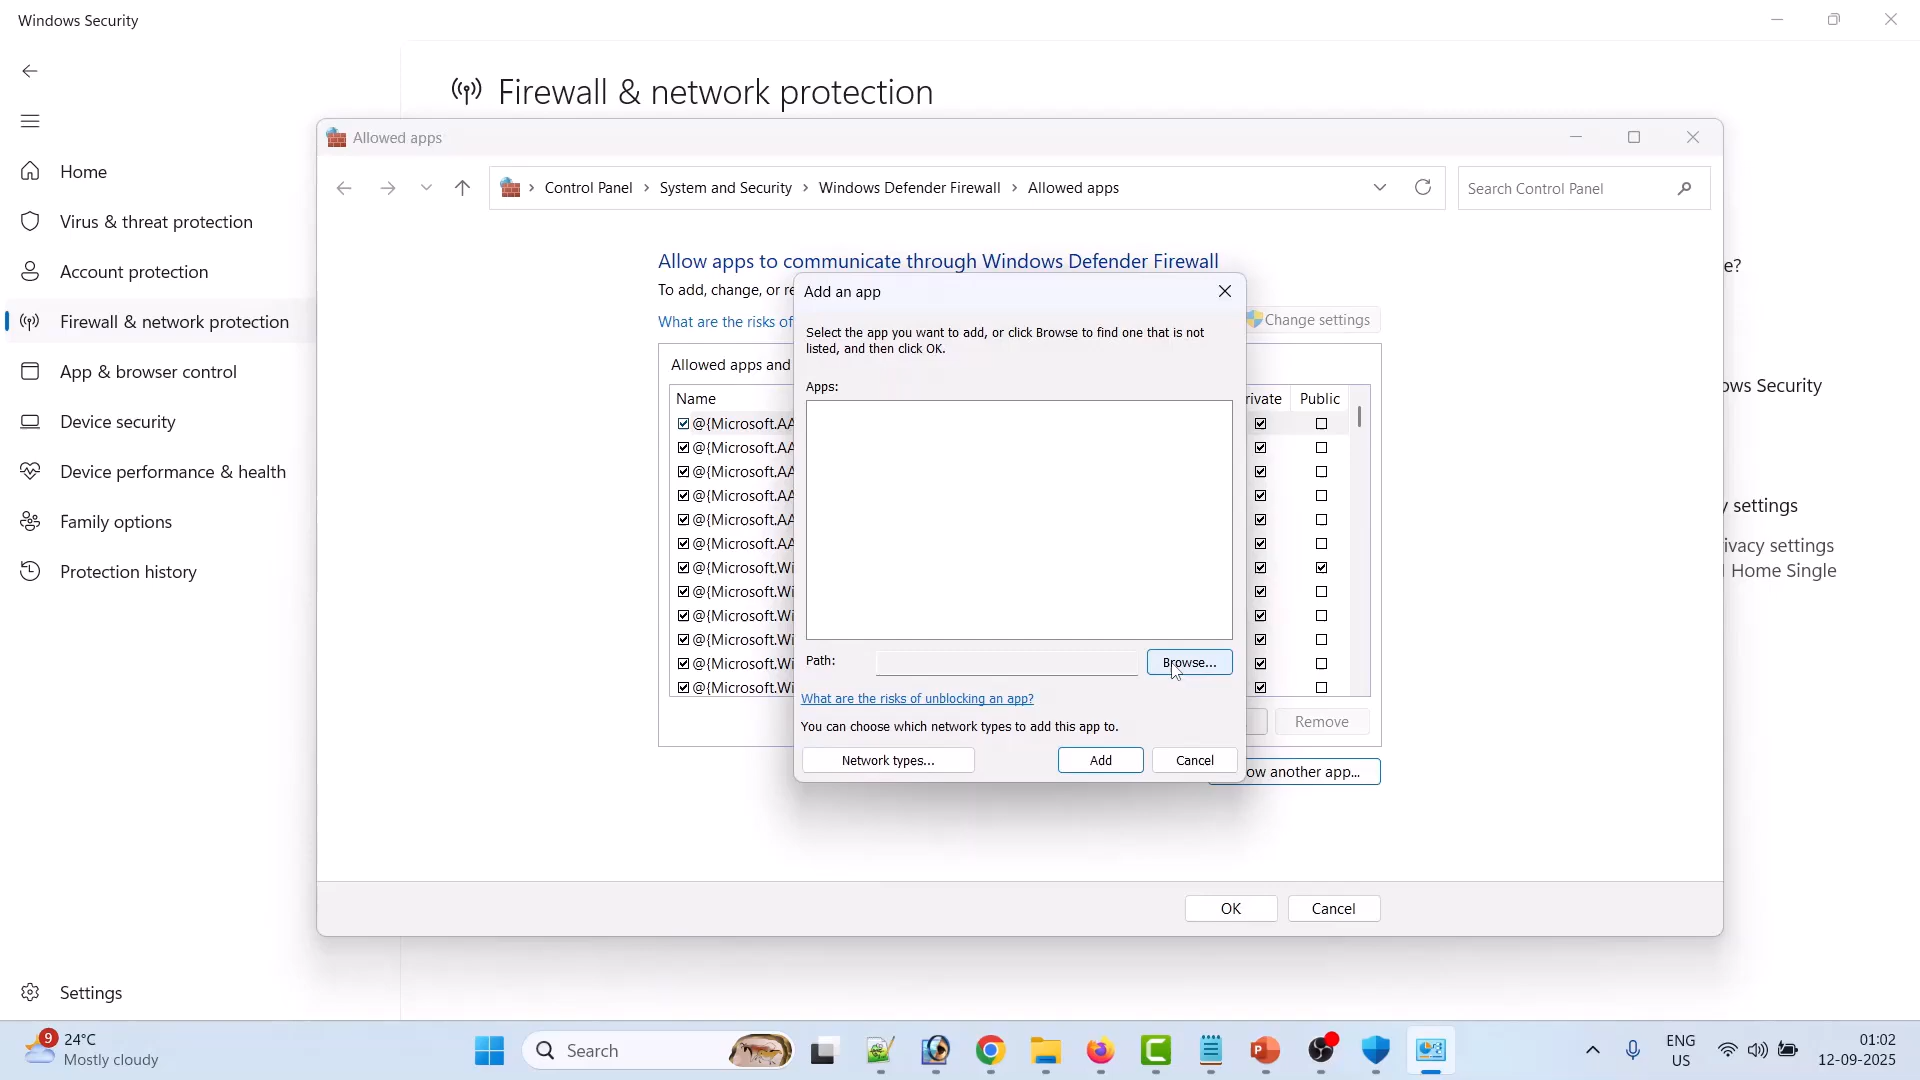 Windows Security
Firewall & network protection
Home
Virus & threat protection
Account protection
Firewall & network protection
App & browser control
Device security
Device performance & health
Family options
Protection history
Settings
Allowed apps
Control Panel
System and Security
Windows Defender Firewall
Allowed apps
Search Control Panel
Allow apps to communicate through Windows Defender Firewall
To add, change, or re
What are the risks of
Change settings
Allowed apps and
Name
rivate
Public
@{Microsoft.AA
@{Microsoft.AA
@{Microsoft.AA
@{Microsoft.AA
@{Microsoft.AA
@{Microsoft.AA
@{Microsoft.Wi
@{Microsoft.Wi
@{Microsoft.Wi
@{Microsoft.Wi
@{Microsoft.Wi
@{Microsoft.Wi
Remove
ow another app...
OK
Cancel
Add an app
Select the app you want to add, or click Browse to find one that is not
listed, and then click OK.
Apps:
Path:
Browse...
What are the risks of unblocking an app?
You can choose which network types to add this app to.
Network types...
Add
Cancel
e?
ows Security
y settings
ivacy settings
Home Single
9
24°C
Mostly cloudy
Search
ENG
US
01:02
12-09-2025